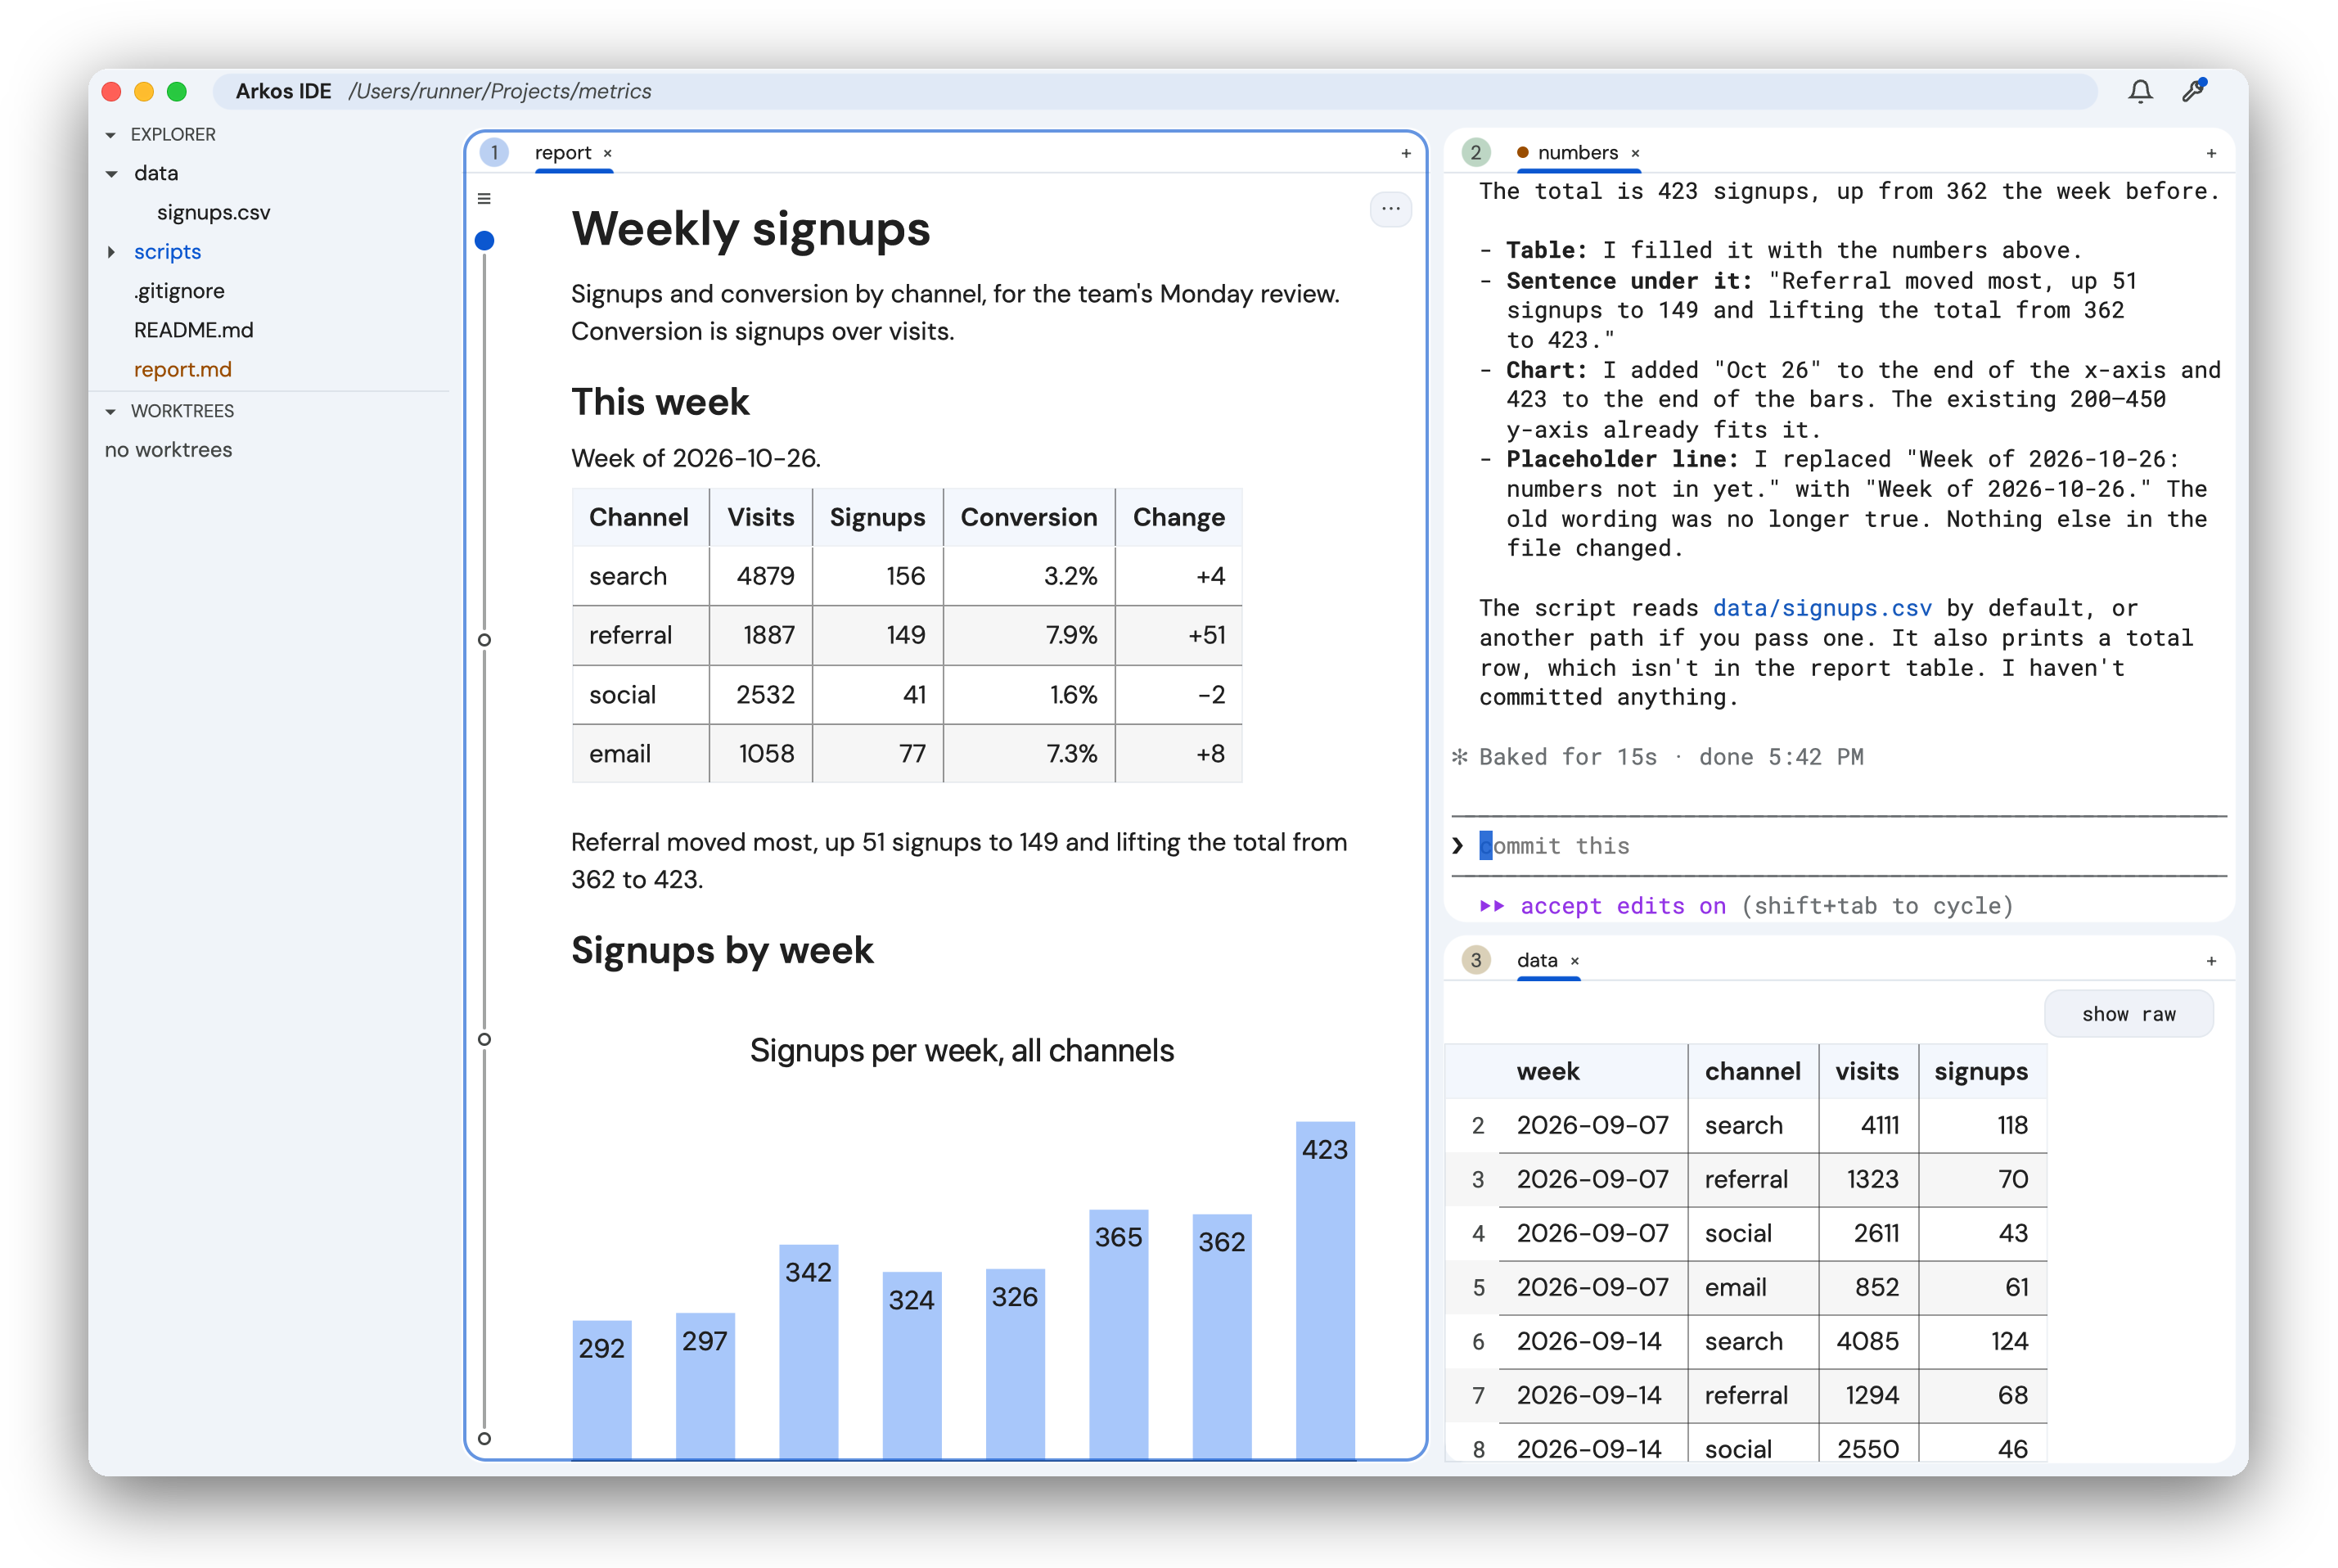 Arkos IDE /Users/runner/Projects/metrics
EXPLORER
data
signups.csv
scripts
.gitignore
README.md
report.md
WORKTREES
no worktrees
1 report × +
Weekly signups
Signups and conversion by channel, for the team's Monday review.
Conversion is signups over visits.
This week
Week of 2026-10-26.
Channel Visits Signups Conversion Change
search 4879 156 3.2% +4
referral 1887 149 7.9% +51
social 2532 41 1.6% -2
email 1058 77 7.3% +8
Referral moved most, up 51 signups to 149 and lifting the total from
362 to 423.
Signups by week
Signups per week, all channels
292 297 342 324 326 365 362 423
2 numbers × +
The total is 423 signups, up from 362 the week before.
- Table: I filled it with the numbers above.
- Sentence under it: "Referral moved most, up 51
signups to 149 and lifting the total from 362
to 423."
- Chart: I added "Oct 26" to the end of the x-axis and
423 to the end of the bars. The existing 200–450
y-axis already fits it.
- Placeholder line: I replaced "Week of 2026-10-26:
numbers not in yet." with "Week of 2026-10-26." The
old wording was no longer true. Nothing else in the
file changed.
The script reads data/signups.csv by default, or
another path if you pass one. It also prints a total
row, which isn't in the report table. I haven't
committed anything.
✻ Baked for 15s · done 5:42 PM
❯ commit this
⏵⏵ accept edits on (shift+tab to cycle)
3 data × +
show raw
week channel visits signups
2 2026-09-07 search 4111 118
3 2026-09-07 referral 1323 70
4 2026-09-07 social 2611 43
5 2026-09-07 email 852 61
6 2026-09-14 search 4085 124
7 2026-09-14 referral 1294 68
8 2026-09-14 social 2550 46